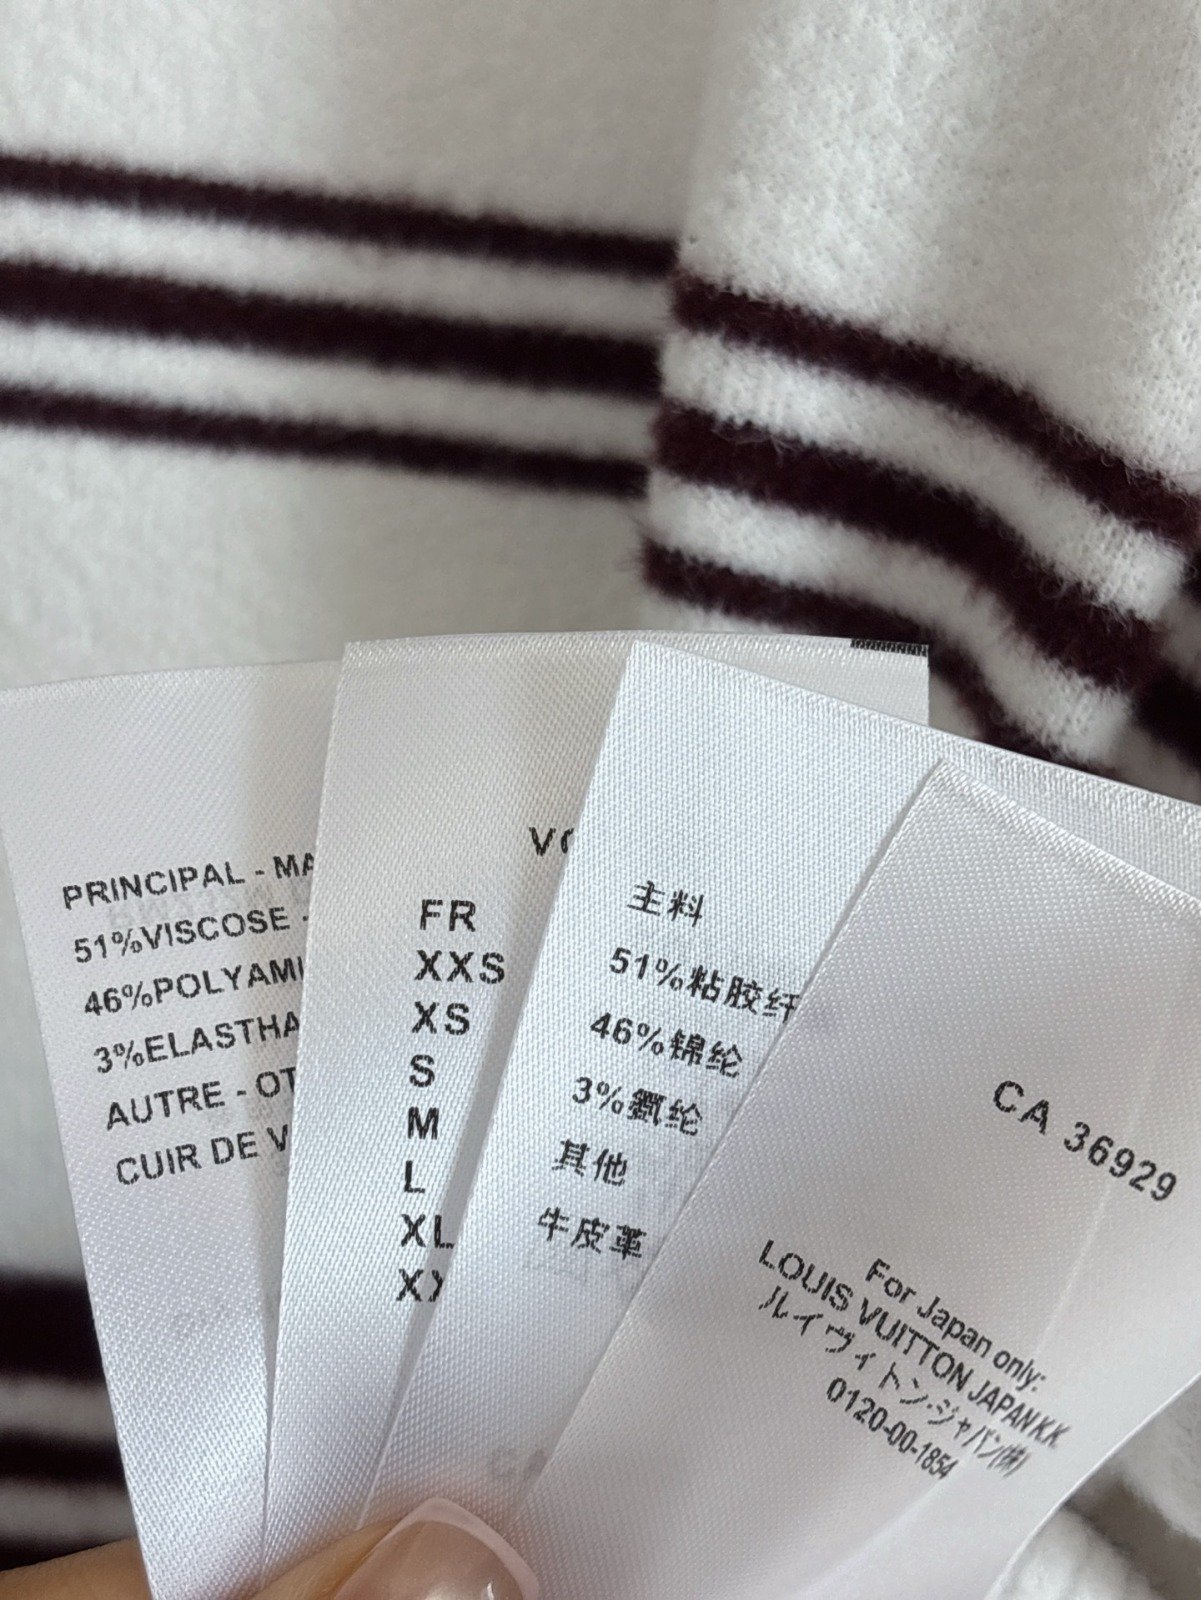 PRINCIPAL - MA
51%VISCOSE -
46%POLYAMI
3%ELASTHA
AUTRE - OT
CUIR DE V
FR
XXS
XS
S
M
L
XL
主料
51%粘胶纤
46%锦纶
3%氨纶
其他
牛皮革
CA 36929
For Japan only:
LOUIS VUITTON JAPAN K.K.
ルイ・ヴィトン・ジャパン(株)
0120-00-1854